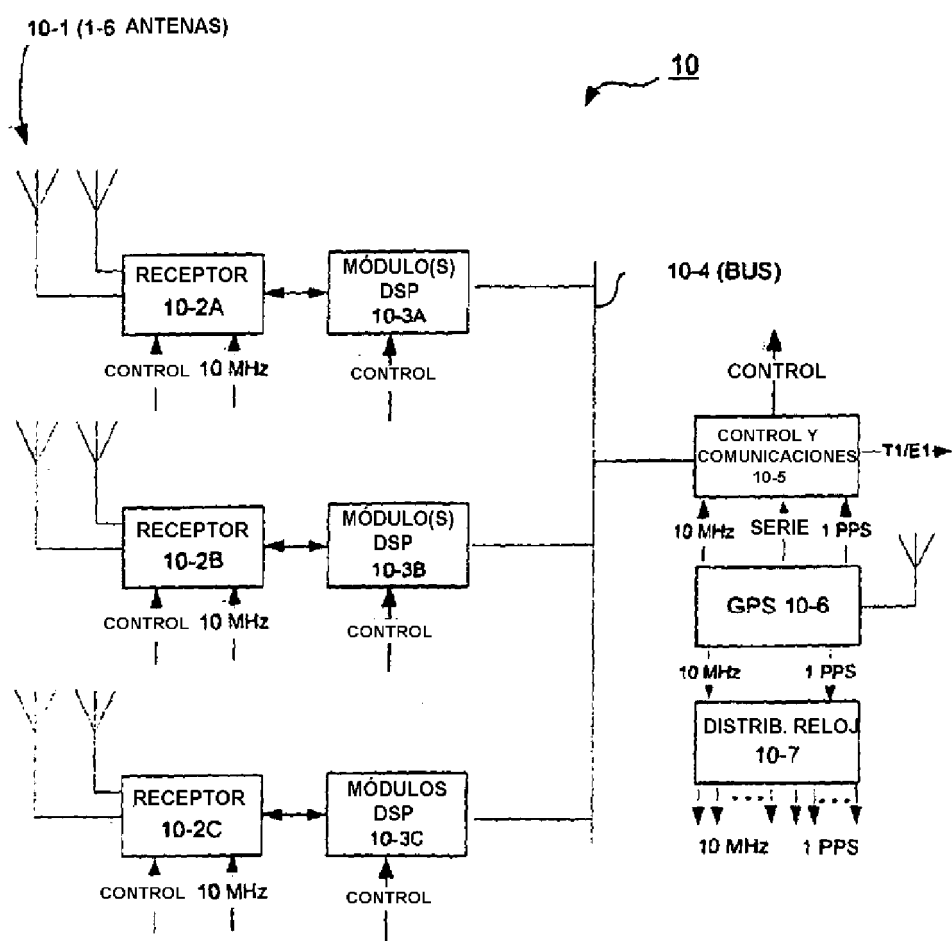 10-1 (1-6 ANTENAS)
10
RECEPTOR
10-2A
MÓDULO(S)
DSP
10-3A
10-4 (BUS)
CONTROL
10 MHz
CONTROL
CONTROL
CONTROL Y
COMUNICACIONES
10-5
T1/E1
RECEPTOR
10-2B
MÓDULO(S)
DSP
10-3B
10 MHz
SERIE
1 PPS
CONTROL
10 MHz
CONTROL
GPS 10-6
10 MHz
1 PPS
DISTRIB. RELOJ
10-7
RECEPTOR
10-2C
MÓDULOS
DSP
10-3C
10 MHz
1 PPS
CONTROL
10 MHz
CONTROL